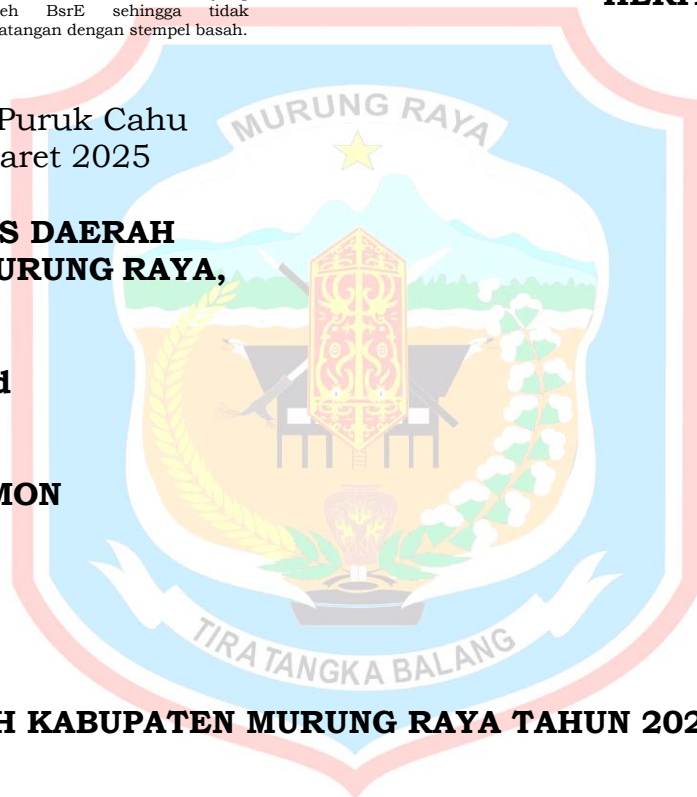 eh BsrE sehingga tidak
atangan dengan stempel basah.
Puruk Cahu
aret 2025
S DAERAH
URUNG RAYA,
d
MON
H KABUPATEN MURUNG RAYA TAHUN 202
MURUNG RAYA
TIRA TANGKA BALANG